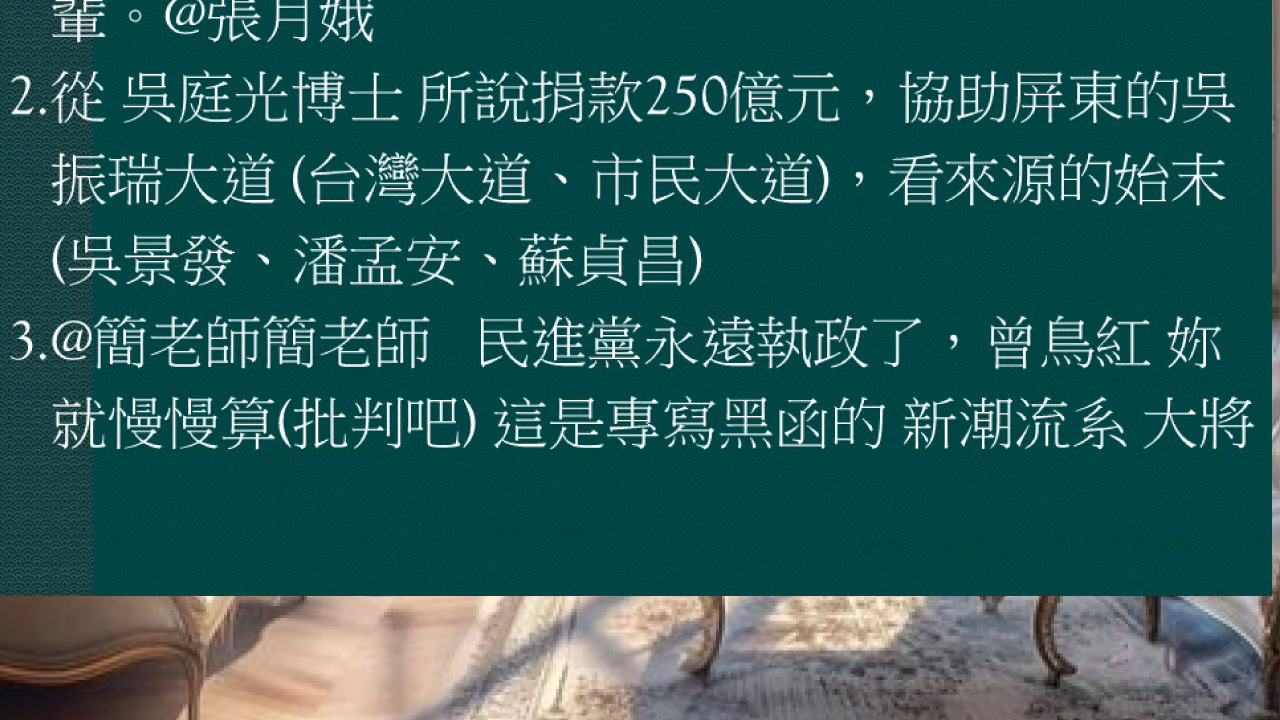 輩。@張月娥
2.從 吳庭光博士 所說捐款250億元，協助屏東的吳
振瑞大道 (台灣大道、市民大道)，看來源的始末
(吳景發、潘孟安、蘇貞昌)
3.@簡老師簡老師 民進黨永遠執政了，曾鳥紅 妳
就慢慢算(批判吧) 這是專寫黑函的 新潮流系 大將